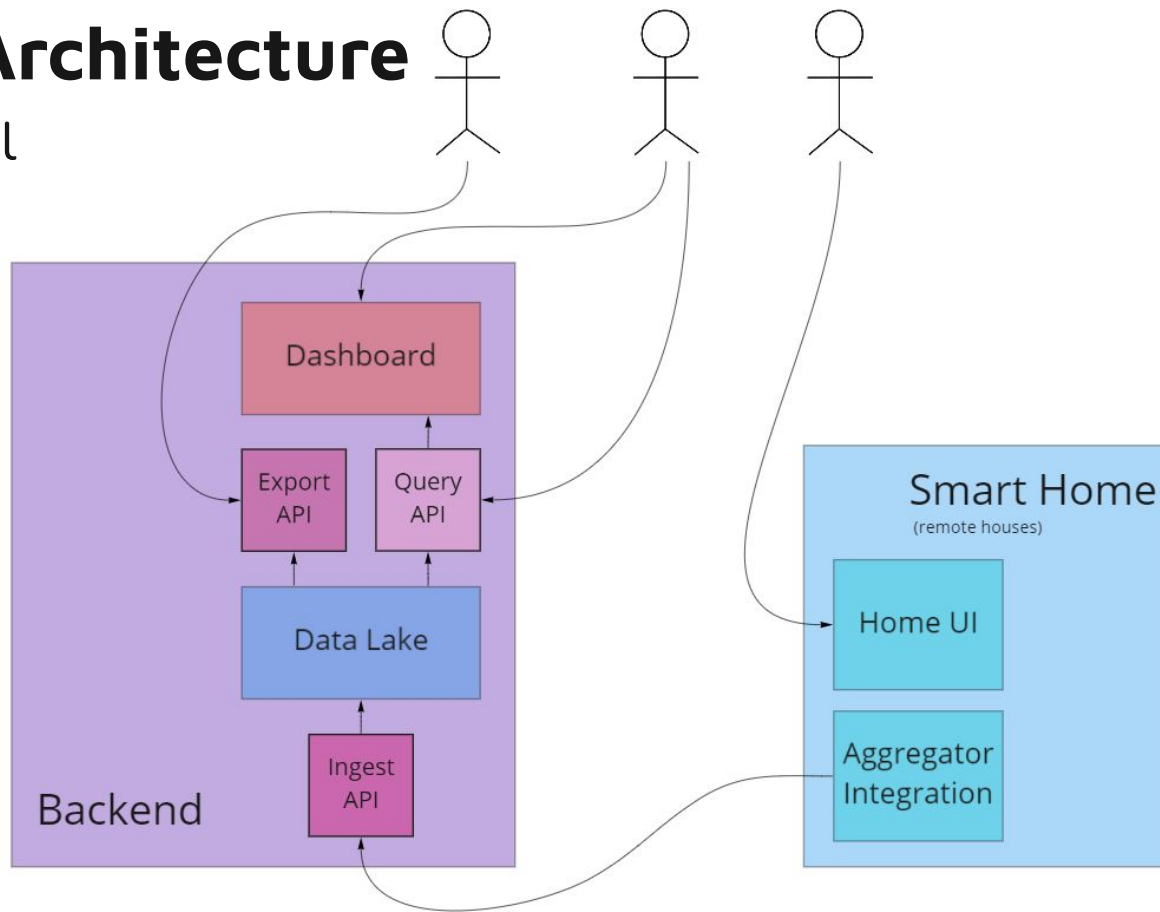 Architecture
l
Dashboard
Export
API
Query
API
Data Lake
Ingest
API
Backend
Smart Home
(remote houses)
Home UI
Aggregator
Integration